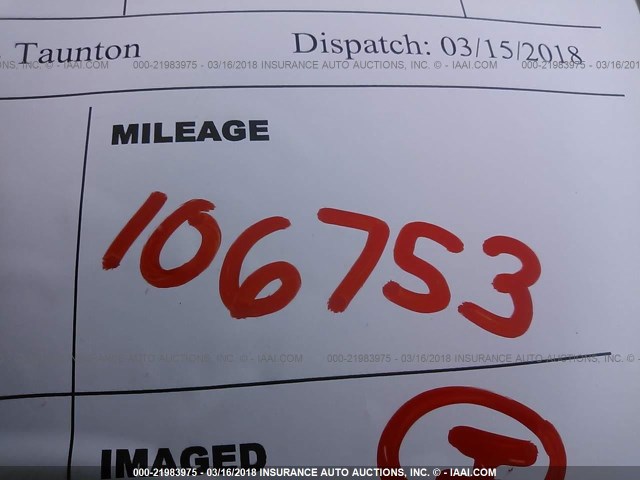 Taunton Dispatch: 03/15/2018
000-21983975 - 03/16/2018 INSURANCE AUTO AUCTIONS, INC. © - IAAI.COM
MILEAGE
106753
000-21983975 - 03/16/2018 INSURANCE AUTO AUCTIONS, INC. © - IAAI.COM
IMAGED
000-21983975 - 03/16/2018 INSURANCE AUTO AUCTIONS, INC. © - IAAI.COM